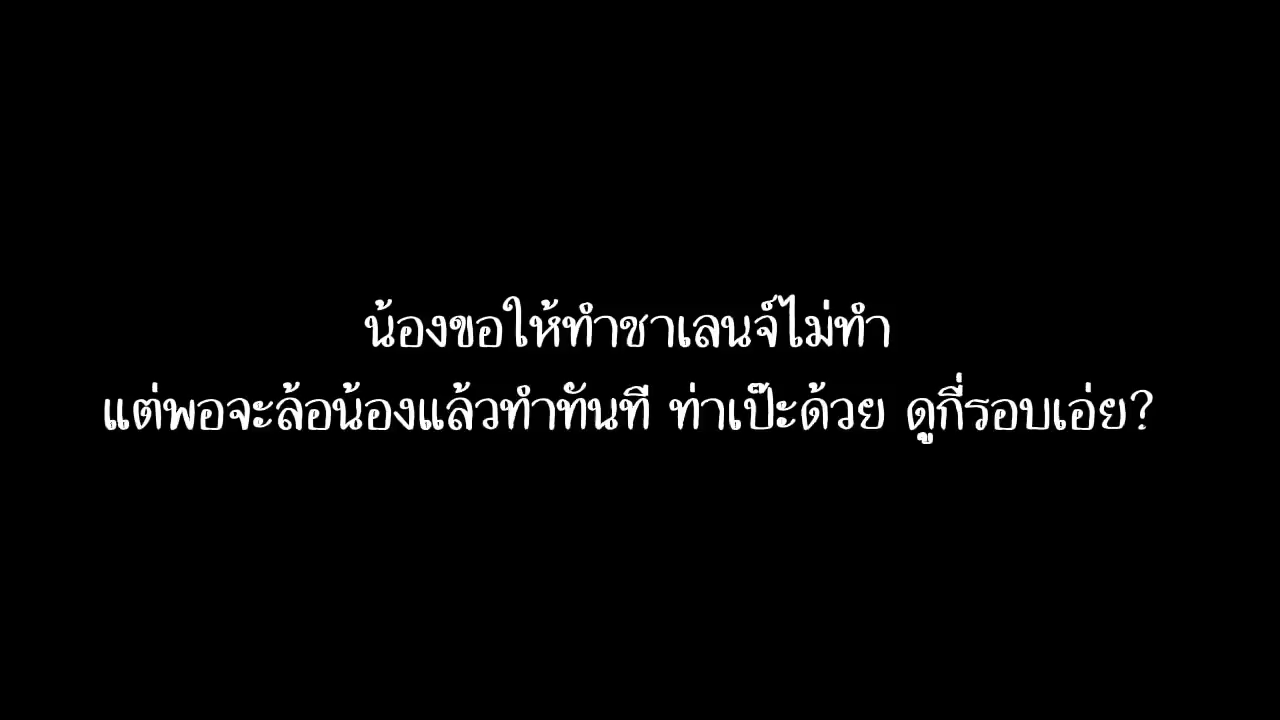 น้องขอให้ทำชาเลนจ์ไม่ทำ
แต่พอจะล้อน้องแล้วทำทันที ท่าเป๊ะด้วย ดูกี่รอบเอ่ย?